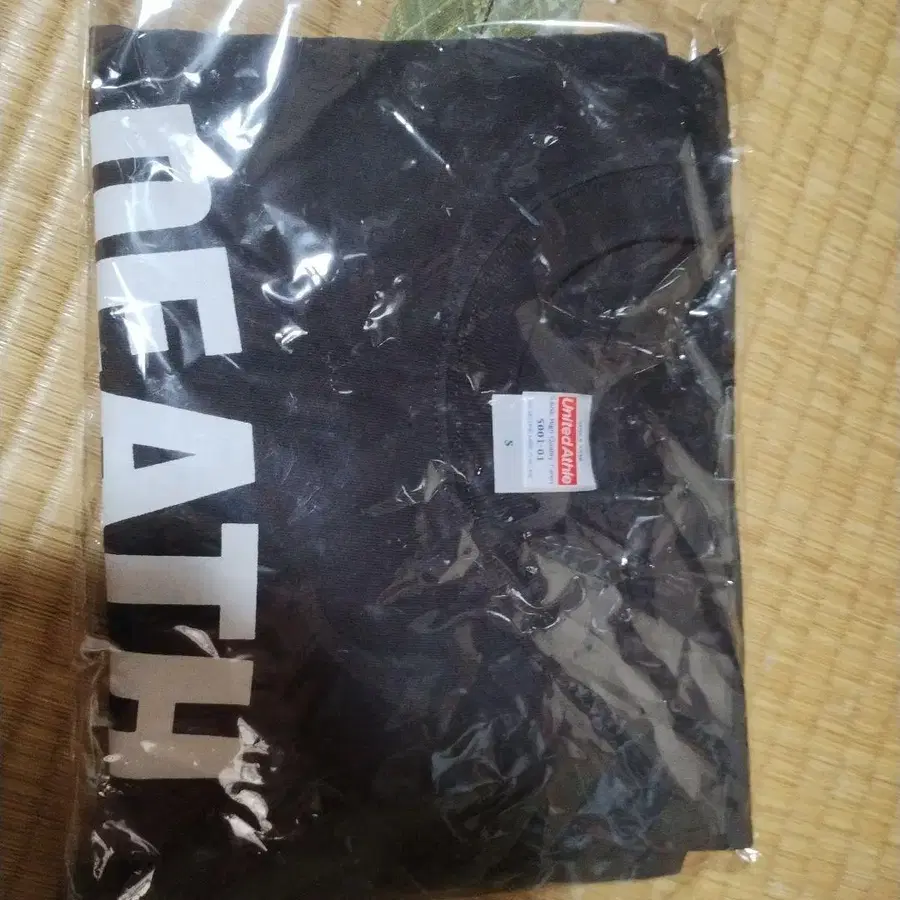 DEATH
United Athle
5001-01
S